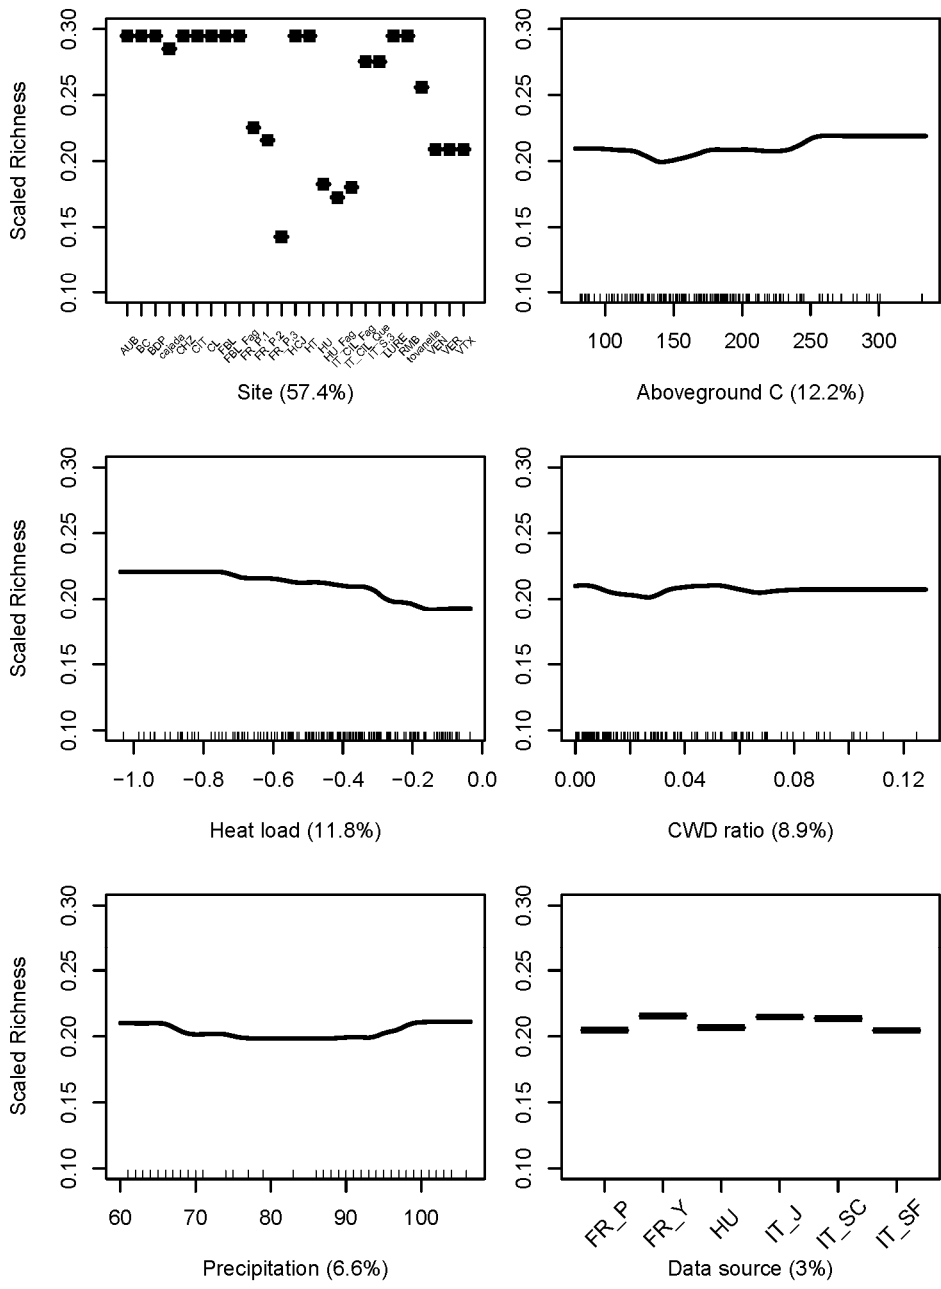 Scaled Richness
0.30
0.25
0.20
0.15
0.10
AUB
BC
BDP
cajada
CHZ
CIT
CL
FBL
FBL_Fag
FR_P.1
FR_P.2
FR_P.3
HCJ
HT
HU
HU_Fag
IT_CIL_Fag
IT_CIL_Que
IT_S.3
LURE
RMB
tovanella
VEN
VER
VTX
Site (57.4%)
0.30
0.25
0.20
0.15
0.10
100 150 200 250 300
Aboveground C (12.2%)
Scaled Richness
0.30
0.25
0.20
0.15
0.10
−1.0 −0.8 −0.6 −0.4 −0.2 0.0
Heat load (11.8%)
0.30
0.25
0.20
0.15
0.10
0.00 0.04 0.08 0.12
CWD ratio (8.9%)
Scaled Richness
0.30
0.25
0.20
0.15
0.10
60 70 80 90 100
Precipitation (6.6%)
0.30
0.25
0.20
0.15
0.10
FR_P
FR_Y
HU
IT_J
IT_SC
IT_SF
Data source (3%)